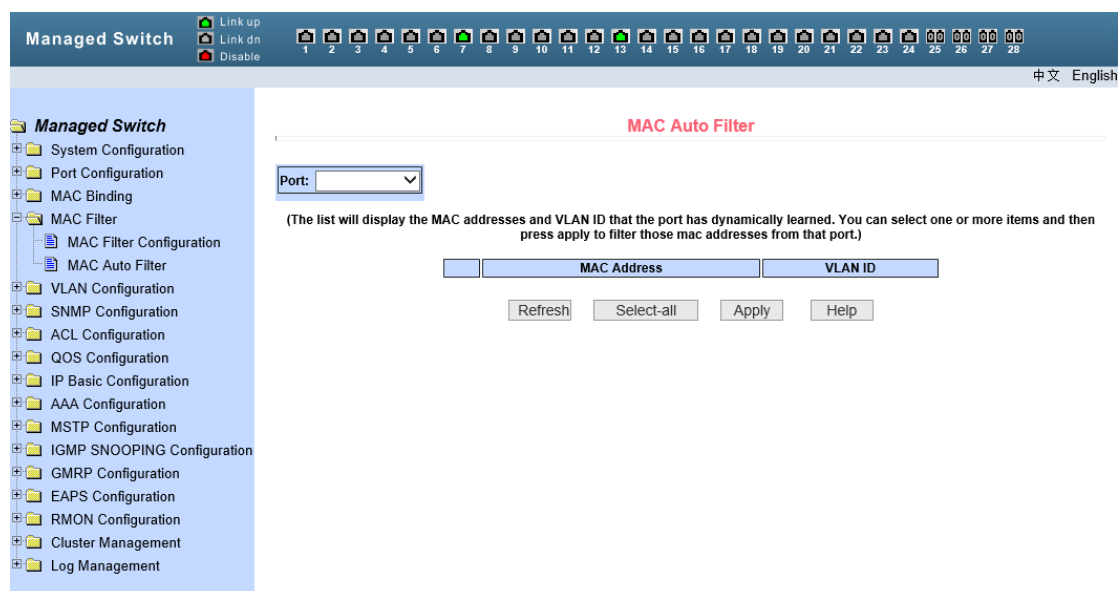 Managed Switch
Link up
Link dn
Disable
1 2 3 4 5 6 7 8 9 10 11 12 13 14 15 16 17 18 19 20 21 22 23 24 25 26 27 28
中文 English
Managed Switch
System Configuration
Port Configuration
MAC Binding
MAC Filter
MAC Filter Configuration
MAC Auto Filter
VLAN Configuration
SNMP Configuration
ACL Configuration
QOS Configuration
IP Basic Configuration
AAA Configuration
MSTP Configuration
IGMP SNOOPING Configuration
GMRP Configuration
EAPS Configuration
RMON Configuration
Cluster Management
Log Management
MAC Auto Filter
Port:
(The list will display the MAC addresses and VLAN ID that the port has dynamically learned. You can select one or more items and then
press apply to filter those mac addresses from that port.)
MAC Address VLAN ID
Refresh Select-all Apply Help